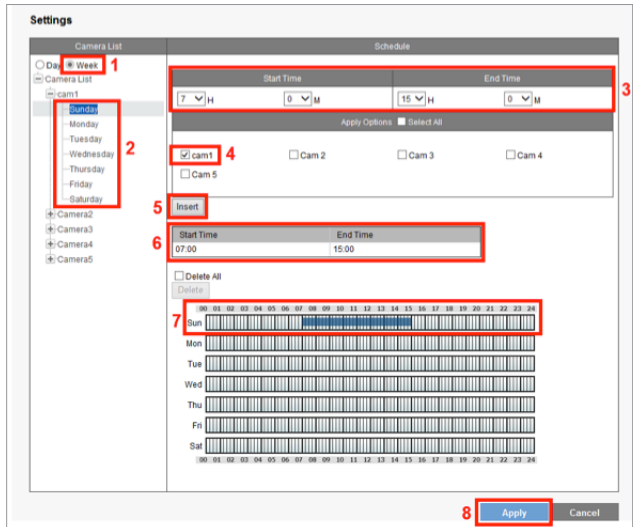 Settings
Camera List
Schedule
Day Week 1
Camera List
cam1
Sunday
Monday
Tuesday
Wednesday
Thursday
Friday
Saturday
2
Camera2
Camera3
Camera4
Camera5
Start Time End Time
7 H 0 M 15 H 0 M
3
Apply Options Select All
cam1 4 Cam 2 Cam 3 Cam 4
Cam 5
5 Insert
6
Start Time End Time
07:00 15:00
Delete All
Delete
00 01 02 03 04 05 06 07 08 09 10 11 12 13 14 15 16 17 18 19 20 21 22 23 24
7 Sun
Mon
Tue
Wed
Thu
Fri
Sat
00 01 02 03 04 05 06 07 08 09 10 11 12 13 14 15 16 17 18 19 20 21 22 23 24
8 Apply Cancel